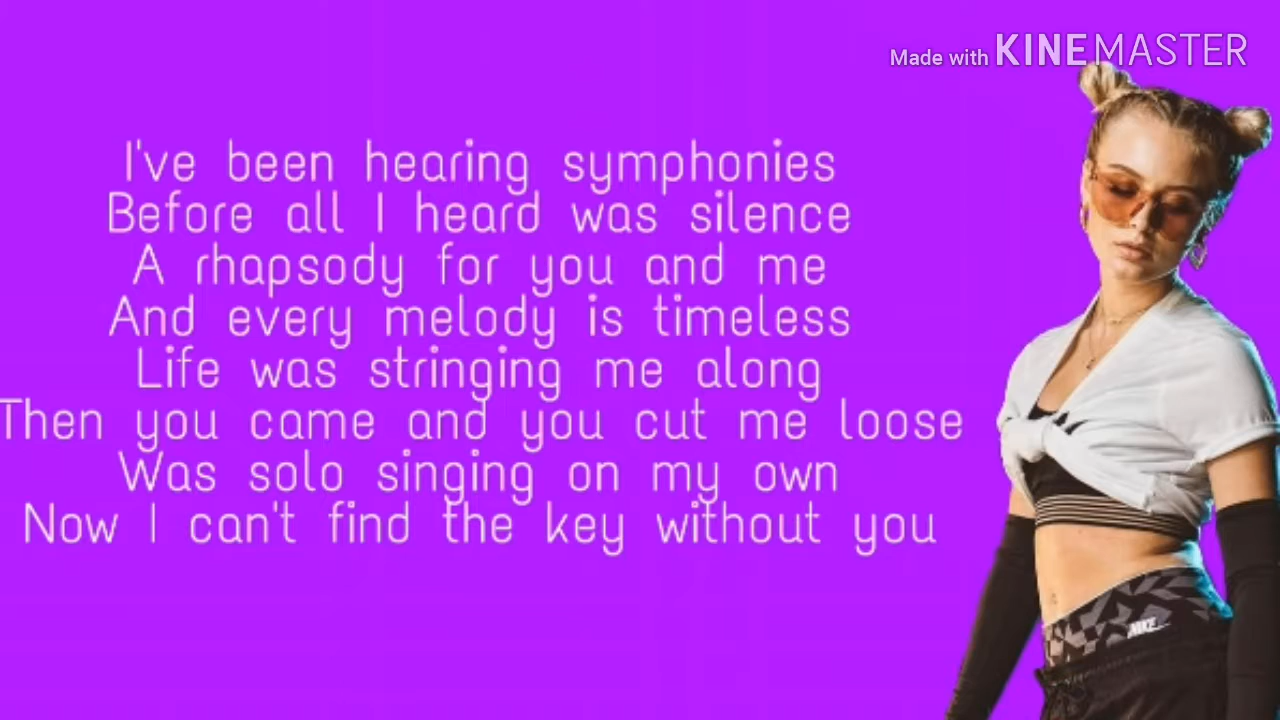 Made with KINEMASTER
I've been hearing symphonies
Before all I heard was silence
A rhapsody for you and me
And every melody is timeless
Life was stringing me along
Then you came and you cut me loose
Was solo singing on my own
Now I can't find the key without you
NIKE